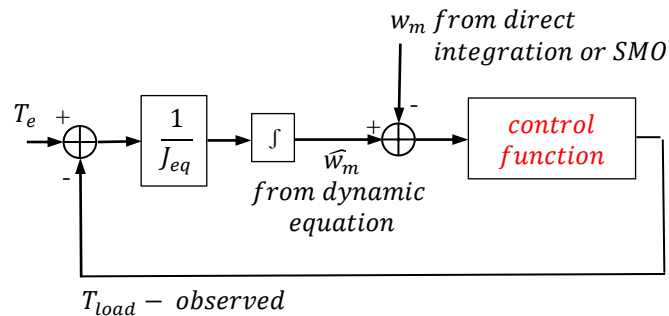 w_m from direct
integration or SMO
-
T_e
+
-
1
J_eq
∫
+
ŵ_m
from dynamic
equation
control
function
T_load − observed